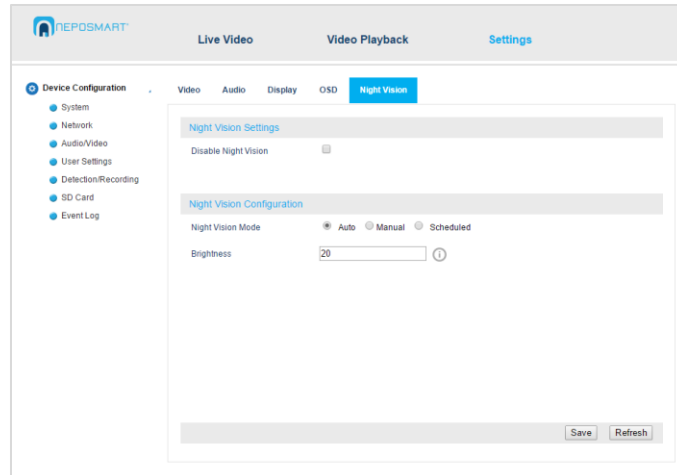 NEPOSMART
Live Video Video Playback Settings
Device Configuration
System
Network
Audio/Video
User Settings
Detection/Recording
SD Card
Event Log
Video Audio Display OSD Night Vision
Night Vision Settings
Disable Night Vision
Night Vision Configuration
Night Vision Mode Auto Manual Scheduled
Brightness 20 i
Save Refresh